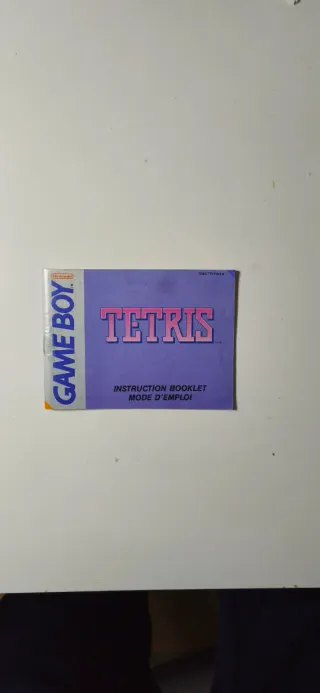 Nintendo
GAME BOY
TETRIS
INSTRUCTION BOOKLET
MODE D'EMPLOI